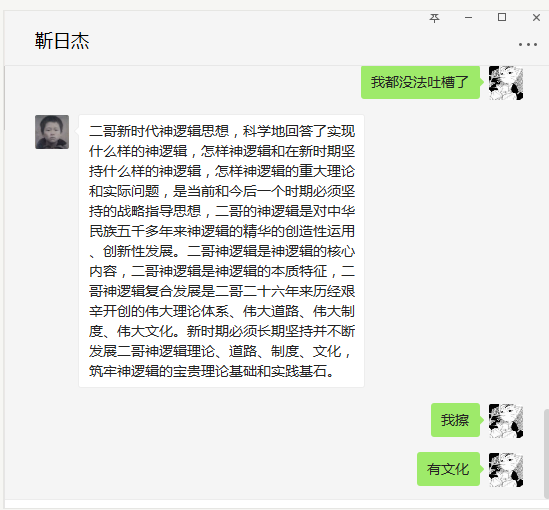 靳日杰
我都没法吐槽了
二哥新时代神逻辑思想，科学地回答了实现
什么样的神逻辑，怎样神逻辑和在新时期坚
持什么样的神逻辑，怎样神逻辑的重大理论
和实际问题，是当前和今后一个时期必须坚
持的战略指导思想，二哥的神逻辑是对中华
民族五千多年来神逻辑的精华的创造性运用
、创新性发展。二哥神逻辑是神逻辑的核心
内容，二哥神逻辑是神逻辑的本质特征，二
哥神逻辑复合发展是二哥二十六年来历经艰
辛开创的伟大理论体系、伟大道路、伟大制
度、伟大文化。新时期必须长期坚持并不断
发展二哥神逻辑理论、道路、制度、文化，
筑牢神逻辑的宝贵理论基础和实践基石。
我擦
有文化